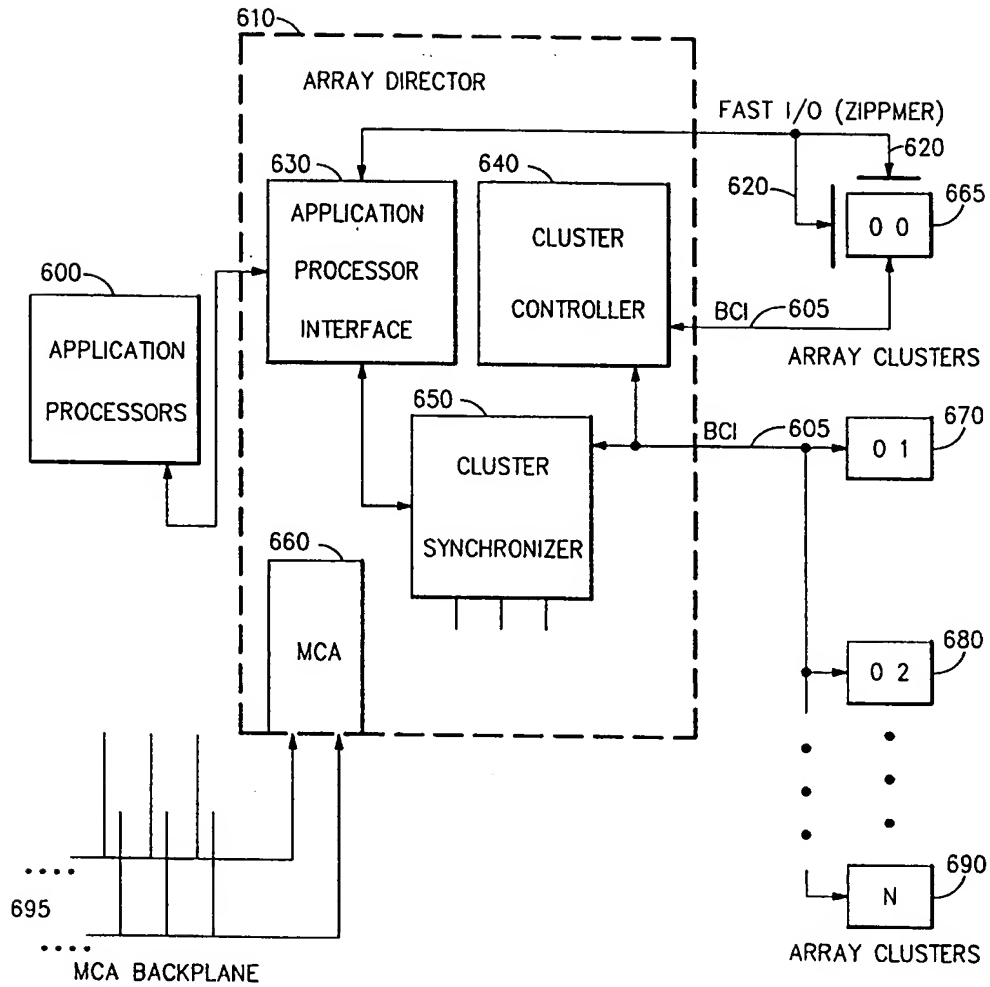 610
ARRAY DIRECTOR
FAST I/O (ZIPPMER)
630
640
620
620
665
APPLICATION
PROCESSOR
INTERFACE
CLUSTER
CONTROLLER
0 0
600
APPLICATION
PROCESSORS
BCI
605
ARRAY CLUSTERS
650
BCI
605
670
CLUSTER
SYNCHRONIZER
0 1
660
MCA
680
0 2
690
N
695
MCA BACKPLANE
ARRAY CLUSTERS